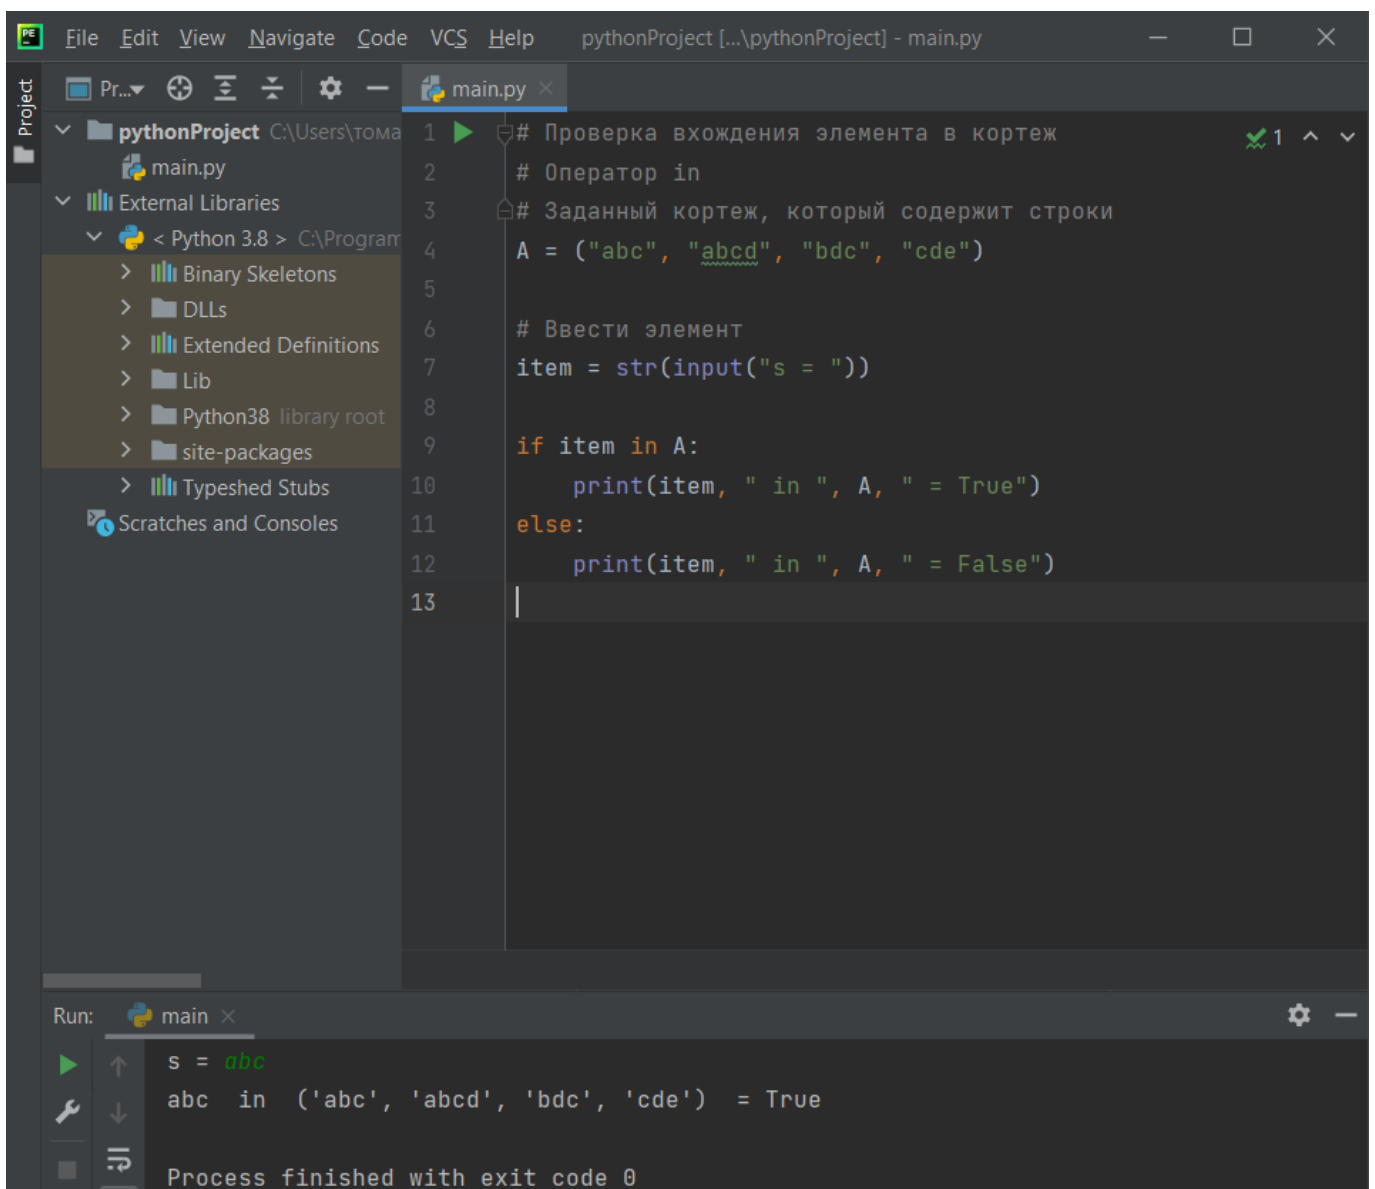 File Edit View Navigate Code VCS Help pythonProject [...\pythonProject] - main.py
Project
Pr...
main.py
pythonProject C:\Users\тома
main.py
External Libraries
< Python 3.8 > C:\Program
Binary Skeletons
DLLs
Extended Definitions
Lib
Python38 library root
site-packages
Typeshed Stubs
Scratches and Consoles
1 # Проверка вхождения элемента в кортеж
2 # Оператор in
3 # Заданный кортеж, который содержит строки
4 A = ("abc", "abcd", "bdc", "cde")
5
6 # Ввести элемент
7 item = str(input("s = "))
8
9 if item in A:
10     print(item, " in ", A, " = True")
11 else:
12     print(item, " in ", A, " = False")
13
1
Run: main
s = abc
abc  in  ('abc', 'abcd', 'bdc', 'cde')  = True
Process finished with exit code 0